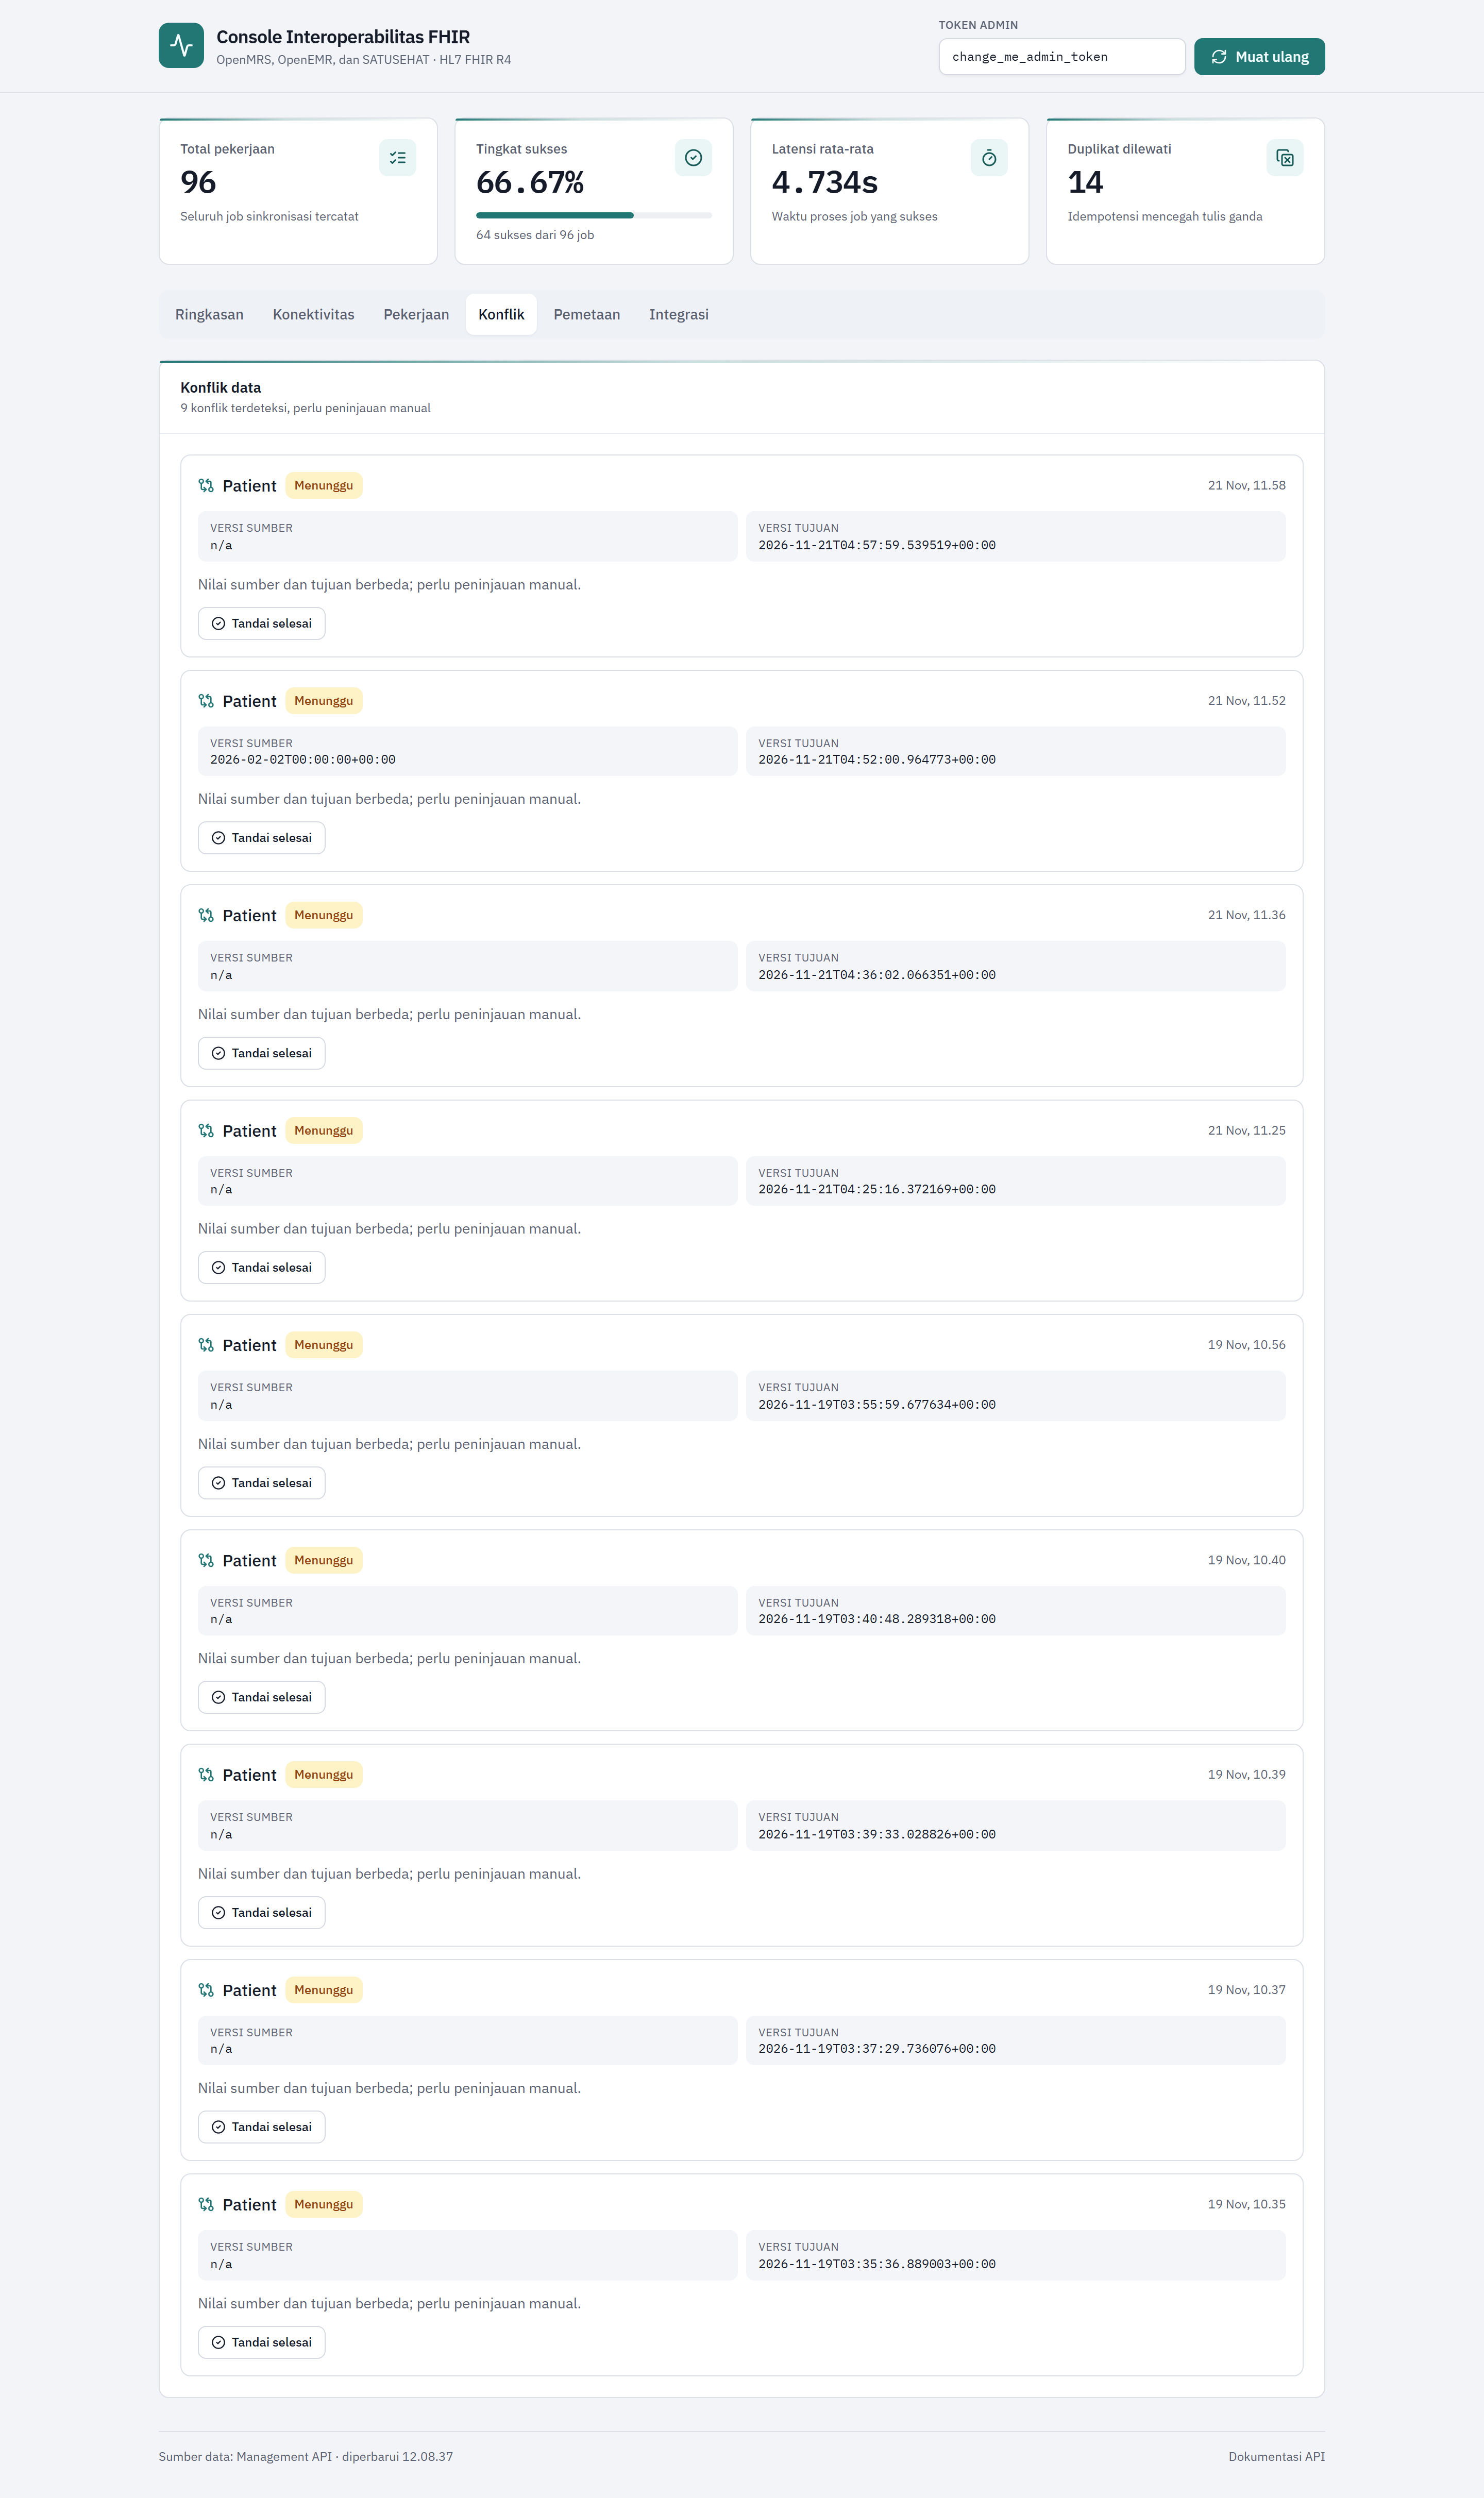 Console Interoperabilitas FHIR
OpenMRS, OpenEMR, dan SATUSEHAT · HL7 FHIR R4
TOKEN ADMIN
change_me_admin_token
Muat ulang
Total pekerjaan
96
Seluruh job sinkronisasi tercatat
Tingkat sukses
66.67%
64 sukses dari 96 job
Latensi rata-rata
4.734s
Waktu proses job yang sukses
Duplikat dilewati
14
Idempotensi mencegah tulis ganda
Ringkasan Konektivitas Pekerjaan Konflik Pemetaan Integrasi
Konflik data
9 konflik terdeteksi, perlu peninjauan manual
Patient Menunggu 21 Nov, 11.58
VERSI SUMBER
n/a
VERSI TUJUAN
2026-11-21T04:57:59.539519+00:00
Nilai sumber dan tujuan berbeda; perlu peninjauan manual.
Tandai selesai
Patient Menunggu 21 Nov, 11.52
VERSI SUMBER
2026-02-02T00:00:00+00:00
VERSI TUJUAN
2026-11-21T04:52:00.964773+00:00
Nilai sumber dan tujuan berbeda; perlu peninjauan manual.
Tandai selesai
Patient Menunggu 21 Nov, 11.36
VERSI SUMBER
n/a
VERSI TUJUAN
2026-11-21T04:36:02.066351+00:00
Nilai sumber dan tujuan berbeda; perlu peninjauan manual.
Tandai selesai
Patient Menunggu 21 Nov, 11.25
VERSI SUMBER
n/a
VERSI TUJUAN
2026-11-21T04:25:16.372169+00:00
Nilai sumber dan tujuan berbeda; perlu peninjauan manual.
Tandai selesai
Patient Menunggu 19 Nov, 10.56
VERSI SUMBER
n/a
VERSI TUJUAN
2026-11-19T03:55:59.677634+00:00
Nilai sumber dan tujuan berbeda; perlu peninjauan manual.
Tandai selesai
Patient Menunggu 19 Nov, 10.40
VERSI SUMBER
n/a
VERSI TUJUAN
2026-11-19T03:40:48.289318+00:00
Nilai sumber dan tujuan berbeda; perlu peninjauan manual.
Tandai selesai
Patient Menunggu 19 Nov, 10.39
VERSI SUMBER
n/a
VERSI TUJUAN
2026-11-19T03:39:33.028826+00:00
Nilai sumber dan tujuan berbeda; perlu peninjauan manual.
Tandai selesai
Patient Menunggu 19 Nov, 10.37
VERSI SUMBER
n/a
VERSI TUJUAN
2026-11-19T03:37:29.736076+00:00
Nilai sumber dan tujuan berbeda; perlu peninjauan manual.
Tandai selesai
Patient Menunggu 19 Nov, 10.35
VERSI SUMBER
n/a
VERSI TUJUAN
2026-11-19T03:35:36.889003+00:00
Nilai sumber dan tujuan berbeda; perlu peninjauan manual.
Tandai selesai
Sumber data: Management API · diperbarui 12.08.37
Dokumentasi API